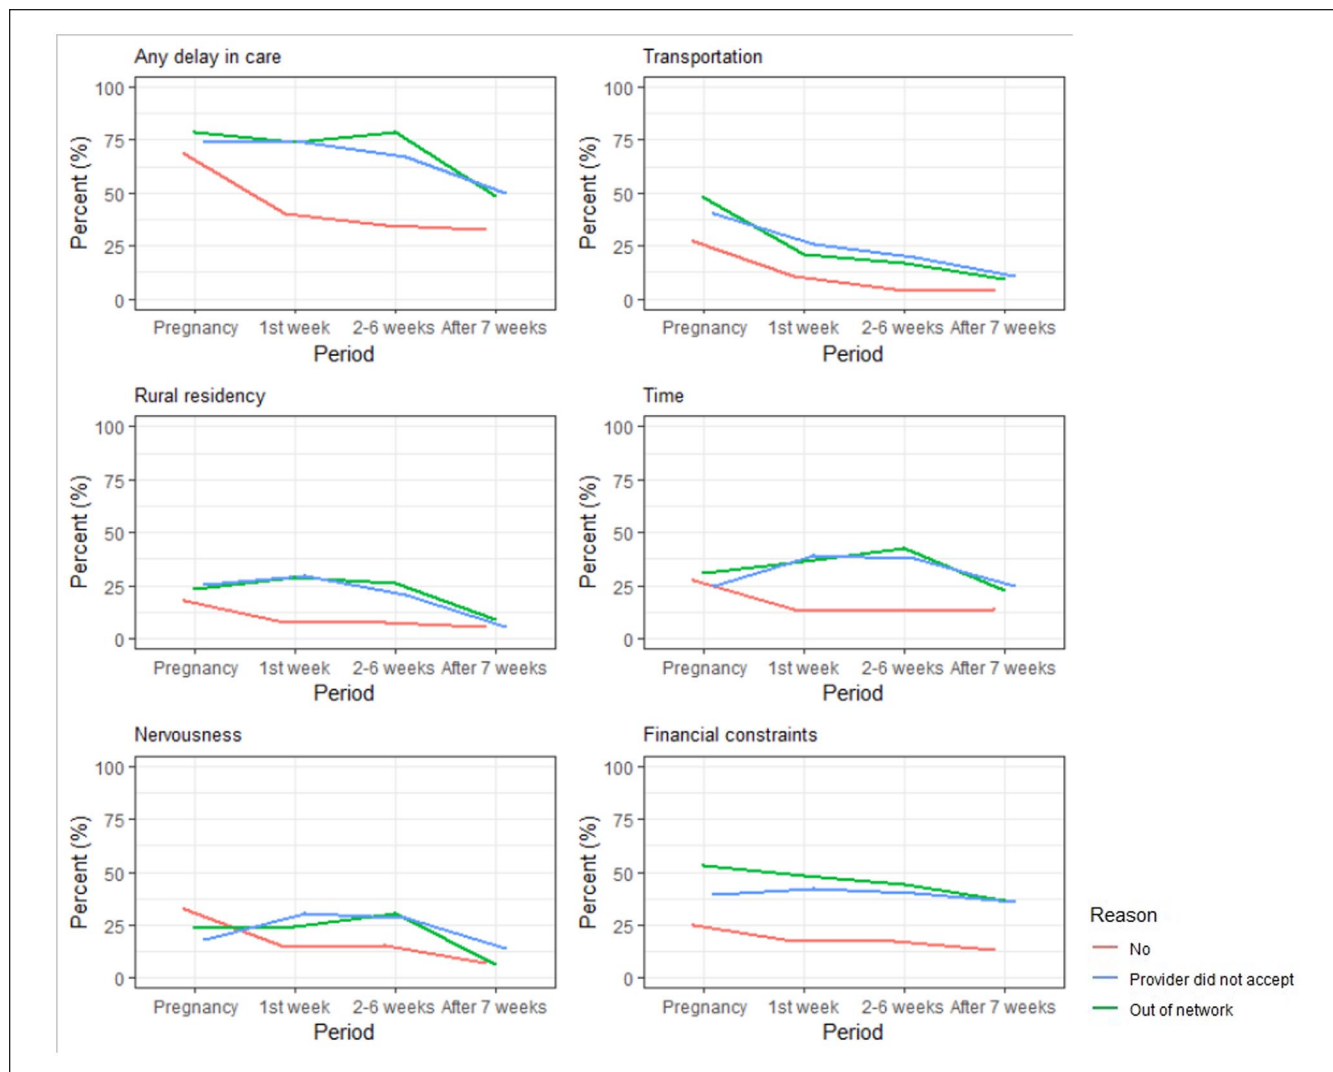 Any delay in care
Percent (%)
100
75
50
25
0
Pregnancy 1st week 2-6 weeks After 7 weeks
Period
Transportation
Percent (%)
100
75
50
25
0
Pregnancy 1st week 2-6 weeks After 7 weeks
Period
Rural residency
Percent (%)
100
75
50
25
0
Pregnancy 1st week 2-6 weeks After 7 weeks
Period
Time
Percent (%)
100
75
50
25
0
Pregnancy 1st week 2-6 weeks After 7 weeks
Period
Nervousness
Percent (%)
100
75
50
25
0
Pregnancy 1st week 2-6 weeks After 7 weeks
Period
Financial constraints
Percent (%)
100
75
50
25
0
Pregnancy 1st week 2-6 weeks After 7 weeks
Period
Reason
No
Provider did not accept
Out of network